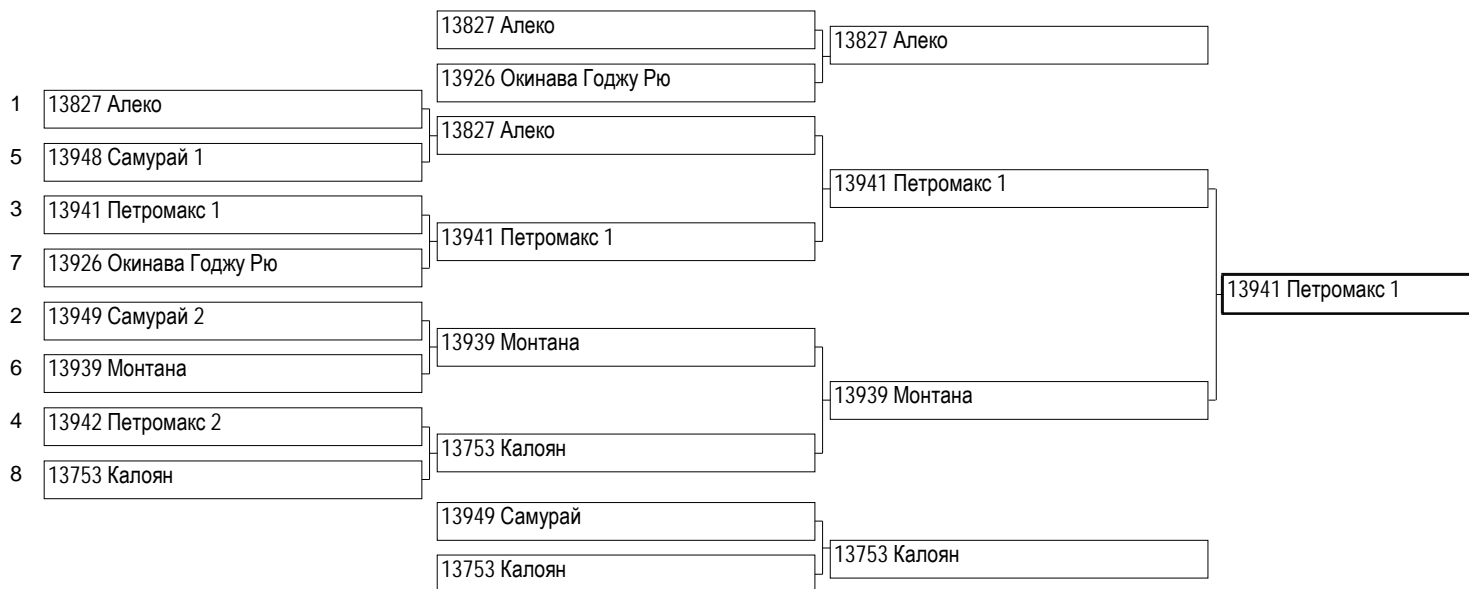 13827 Алеко
13926 Окинава Годжу Рю
13827 Алеко
1 13827 Алеко
5 13948 Самурай 1
3 13941 Петромакс 1
7 13926 Окинава Годжу Рю
2 13949 Самурай 2
6 13939 Монтана
4 13942 Петромакс 2
8 13753 Калоян
13827 Алеко
13941 Петромакс 1
13939 Монтана
13753 Калоян
13941 Петромакс 1
13939 Монтана
13941 Петромакс 1
13949 Самурай
13753 Калоян
13753 Калоян